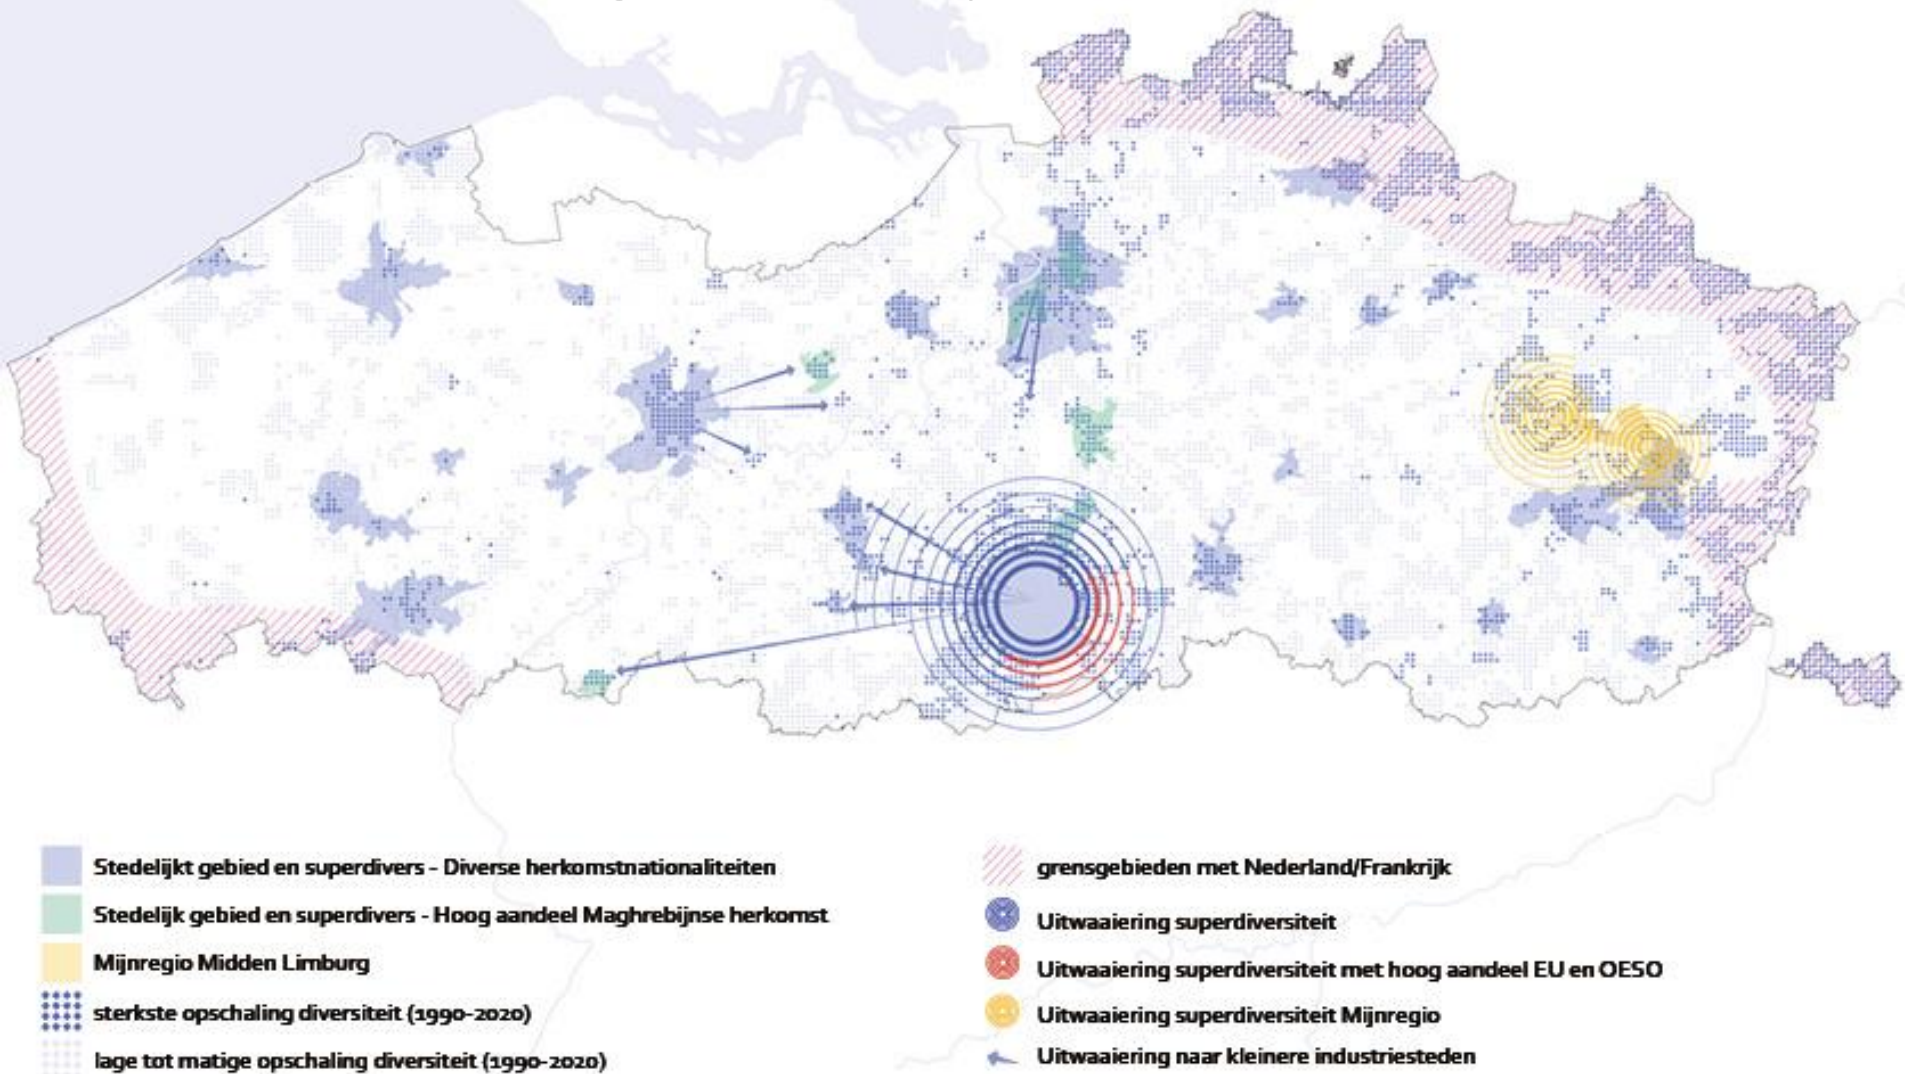 Stedelijkt gebied en superdivers - Diverse herkomstnationaliteiten
Stedelijk gebied en superdivers - Hoog aandeel Maghrebijnse herkomst
Mijnregio Midden Limburg
sterkste opschaling diversiteit (1990-2020)
lage tot matige opschaling diversiteit (1990-2020)
grensgebieden met Nederland/Frankrijk
Uitwaaiering superdiversiteit
Uitwaaiering superdiversiteit met hoog aandeel EU en OESO
Uitwaaiering superdiversiteit Mijnregio
Uitwaaiering naar kleinere industriesteden